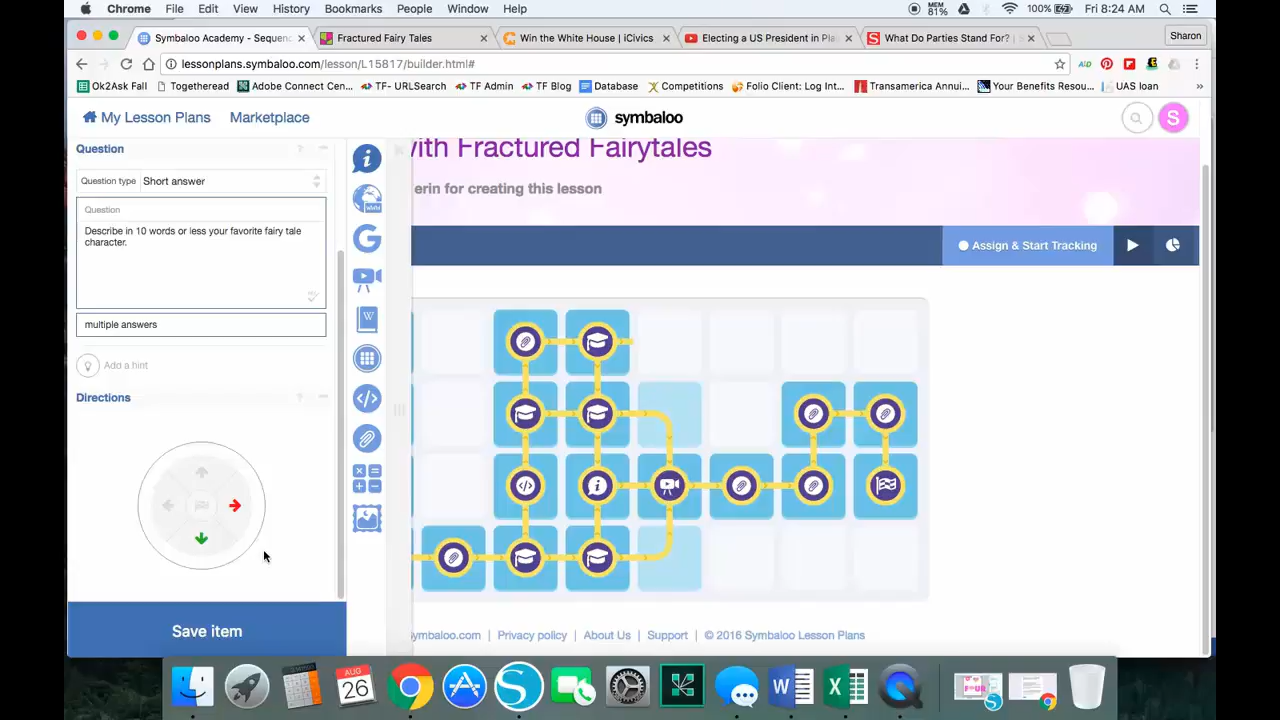 Chrome File Edit View History Bookmarks People Window Help
MEM 81% 100% Fri 8:24 AM
Symbaloo Academy - Sequenc
Fractured Fairy Tales
Win the White House | iCivics
Electing a US President in Pla
What Do Parties Stand For? | S
Sharon
lessonplans.symbaloo.com/lesson/L15817/builder.html#
Ok2Ask Fall
Togetheread
Adobe Connect Cen...
TF- URLSearch
TF Admin
TF Blog
Database
Competitions
Folio Client: Log Int...
Transamerica Annui...
Your Benefits Resou...
UAS loan
»
My Lesson Plans
Marketplace
symbaloo
S
Question
Question type Short answer
Question
Describe in 10 words or less your favorite fairy tale
character.
multiple answers
Add a hint
Directions
Save item
with Fractured Fairytales
erin for creating this lesson
Assign & Start Tracking
ymbaloo.com | Privacy policy | About Us | Support | © 2016 Symbaloo Lesson Plans
AUG
26